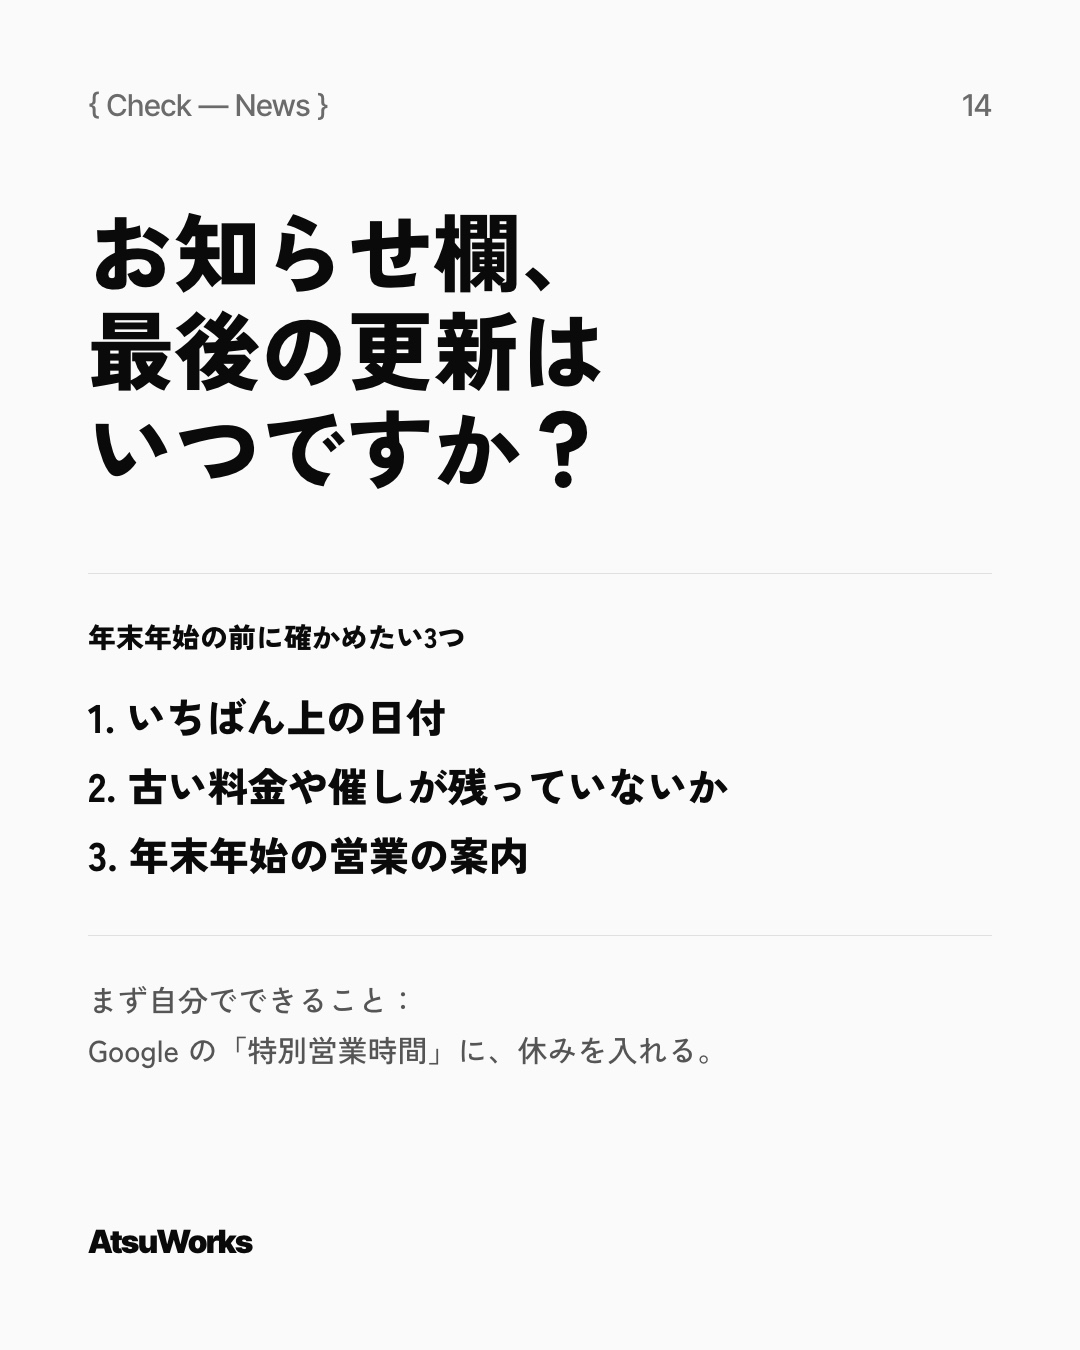 { Check — News }
14
お知らせ欄、
最後の更新は
いつですか？
年末年始の前に確かめたい3つ
1. いちばん上の日付
2. 古い料金や催しが残っていないか
3. 年末年始の営業の案内
まず自分でできること：
Google の「特別営業時間」に、休みを入れる。
AtsuWorks